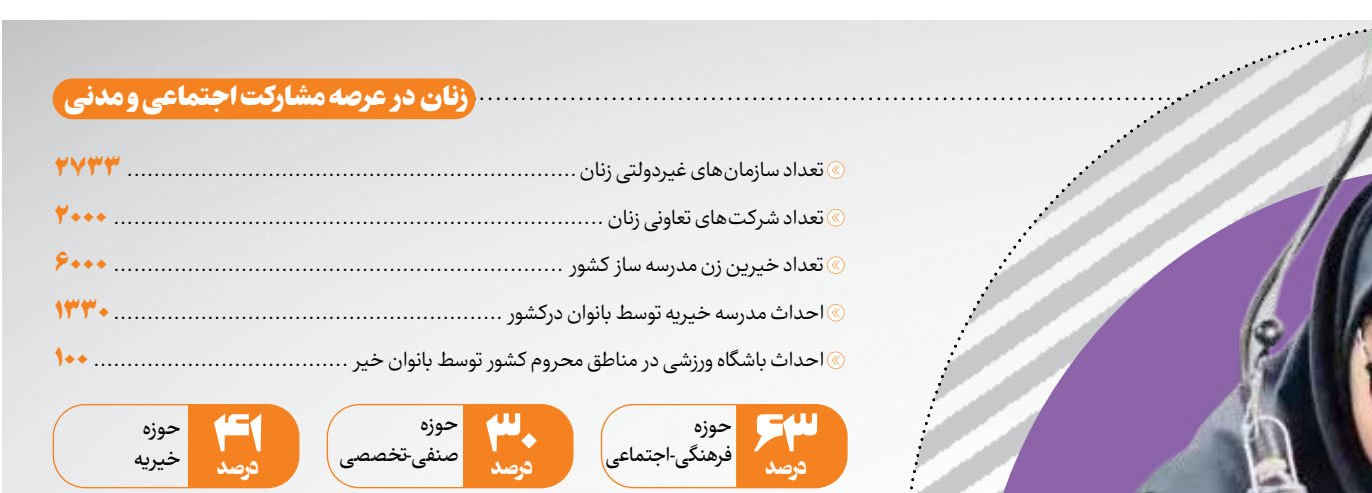 زنان در عرصه مشارکت اجتماعی و مدنی
تعداد سازمان‌های غیردولتی زنان ... ۲۷۳۳
تعداد شرکت‌های تعاونی زنان ... ۲۰۰۰
تعداد خیرین زن مدرسه ساز کشور ... ۶۰۰۰
احداث مدرسه خیریه توسط بانوان درکشور ... ۱۳۳۰
احداث باشگاه ورزشی در مناطق محروم کشور توسط بانوان خیر ... ۱۰۰
۶۳
درصد
حوزه
فرهنگی-اجتماعی
۳۰
درصد
حوزه
صنفی-تخصصی
۴۱
درصد
حوزه
خیریه